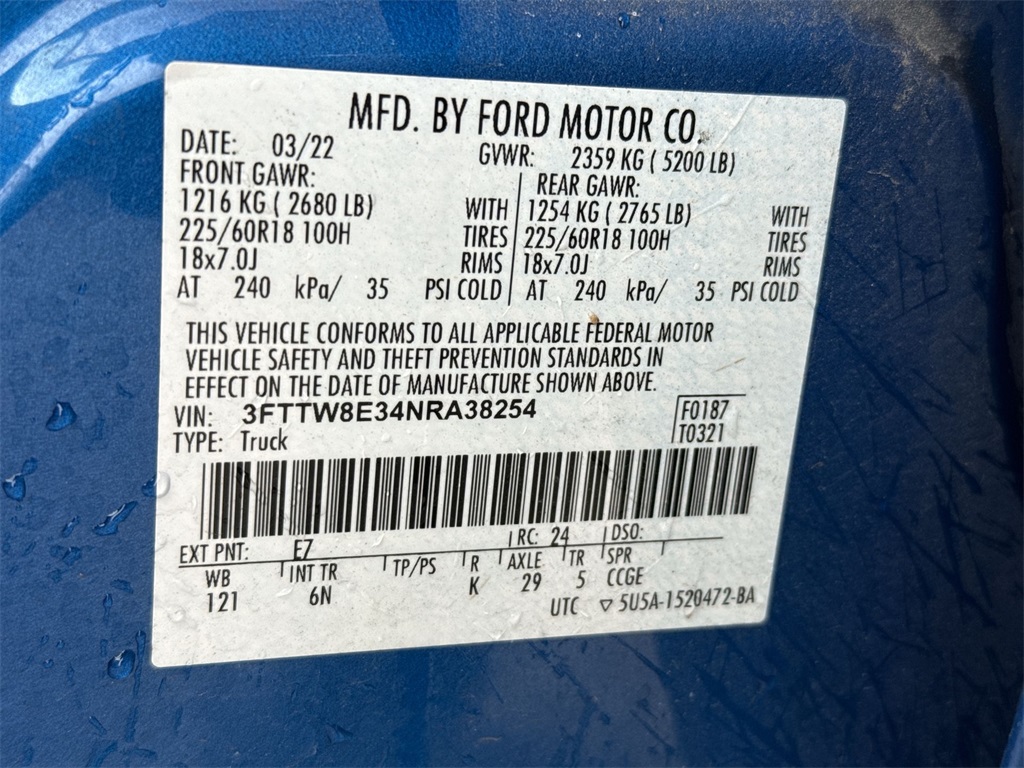 MFD. BY FORD MOTOR CO.
DATE: 03/22 GVWR: 2359 KG ( 5200 LB)
FRONT GAWR: REAR GAWR:
1216 KG ( 2680 LB) WITH 1254 KG ( 2765 LB) WITH
225/60R18 100H TIRES 225/60R18 100H TIRES
18x7.0J RIMS 18x7.0J RIMS
AT 240 kPa/ 35 PSI COLD AT 240 kPa/ 35 PSI COLD
THIS VEHICLE CONFORMS TO ALL APPLICABLE FEDERAL MOTOR
VEHICLE SAFETY AND THEFT PREVENTION STANDARDS IN
EFFECT ON THE DATE OF MANUFACTURE SHOWN ABOVE.
VIN: 3FTTW8E34NRA38254 F0187
TYPE: Truck T0321
EXT PNT: E7 RC: 24 DSO:
WB INT TR TP/PS R AXLE TR SPR
121 6N K 29 5 CCGE
UTC ▽ 5U5A-1520472-BA